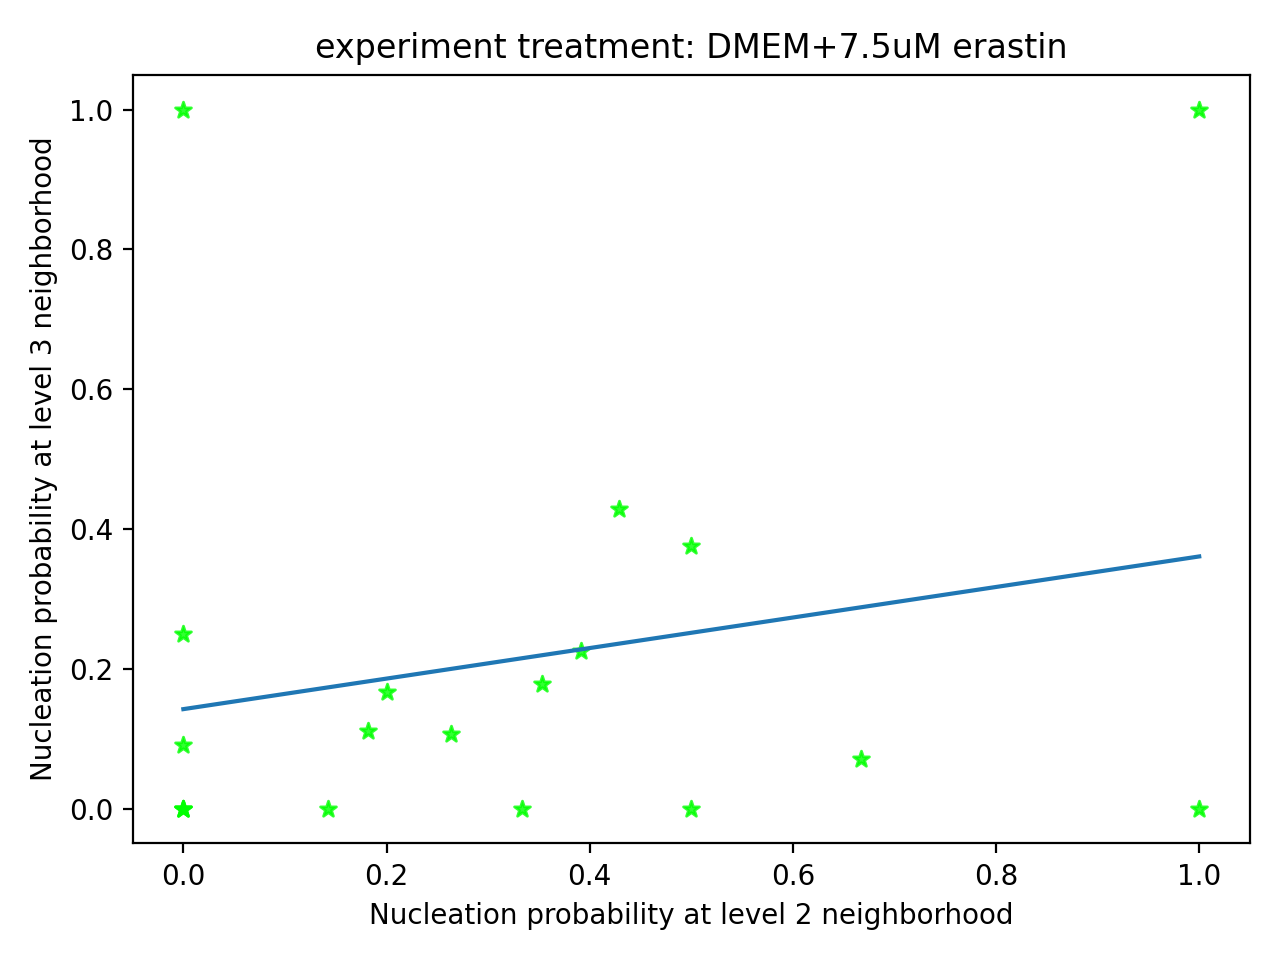 experiment treatment: DMEM+7.5uM erastin
Nucleation probability at level 3 neighborhood
1.0
0.8
0.6
0.4
0.2
0.0
0.0 0.2 0.4 0.6 0.8 1.0
Nucleation probability at level 2 neighborhood